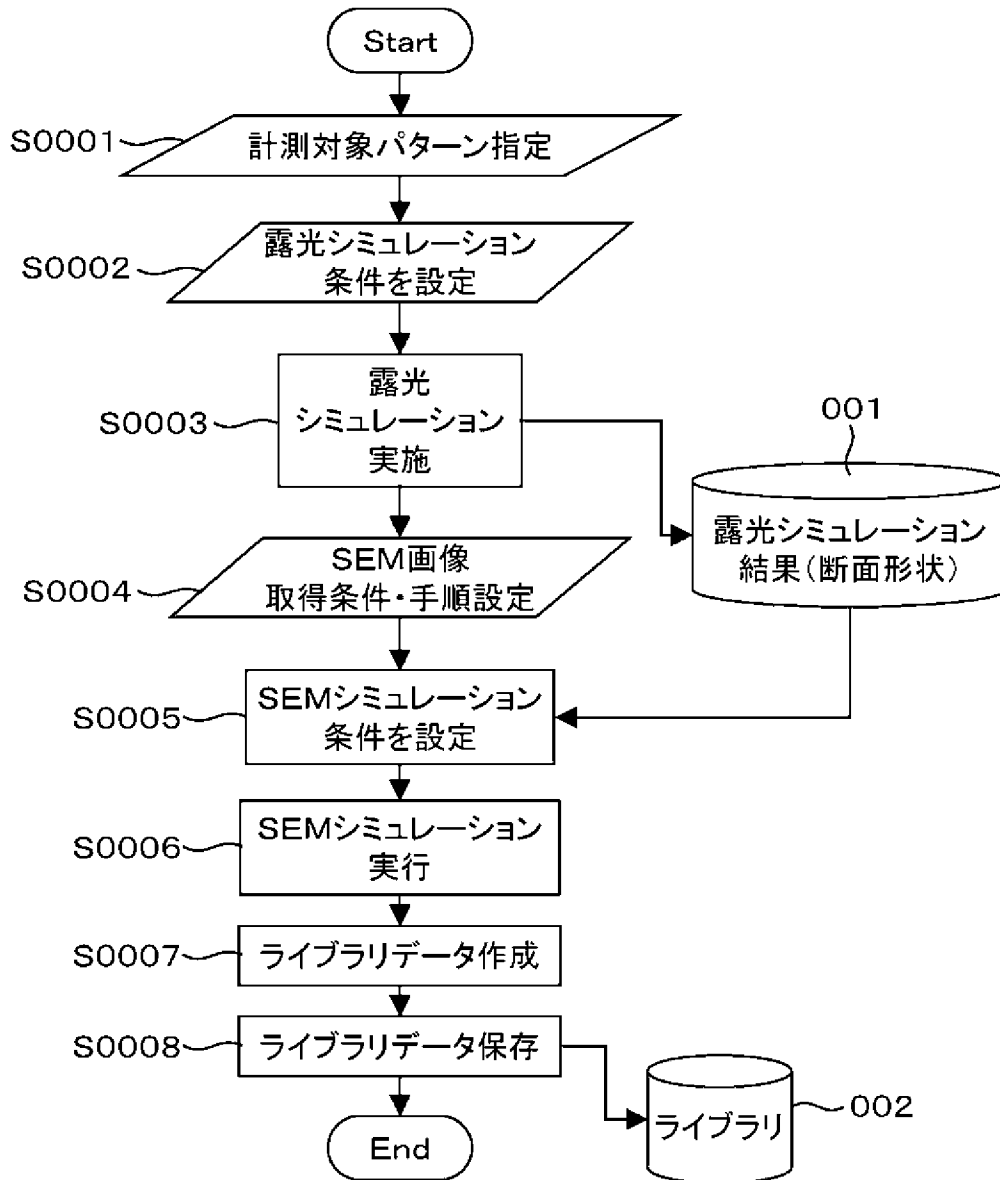 Start
S0001
計測対象パターン指定
S0002
露光シミュレーション
条件を設定
S0003
露光
シミュレーション
実施
001
露光シミュレーション
結果(断面形状)
S0004
SEM画像
取得条件・手順設定
S0005
SEMシミュレーション
条件を設定
S0006
SEMシミュレーション
実行
S0007
ライブラリデータ作成
S0008
ライブラリデータ保存
002
ライブラリ
End